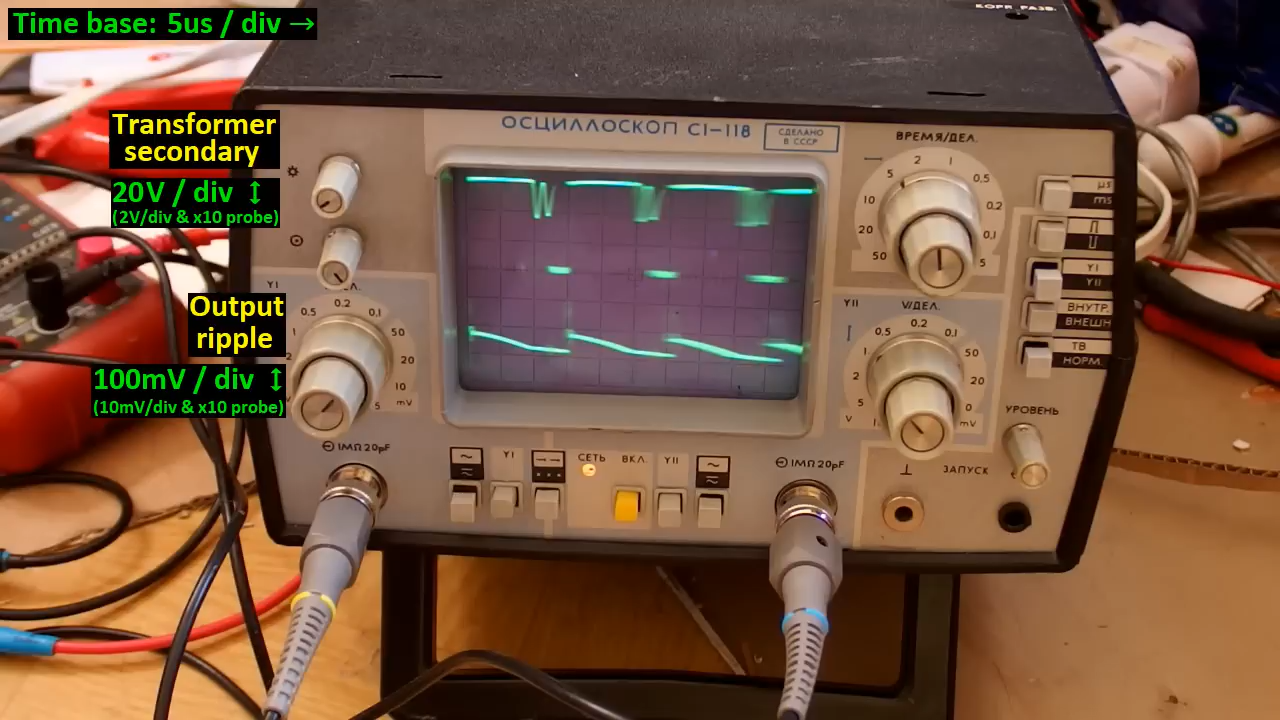 Time base: 5us / div →
КОРР. РАЗВ.
Transformer
secondary
20V / div ↕
(2V/div & x10 probe)
Output
ripple
100mV / div ↕
(10mV/div & x10 probe)
ОСЦИЛЛОСКОП С1-118
СДЕЛАНО
В СССР
ВРЕМЯ/ДЕЛ.
5
2
1
0.5
10
0.2
20
0.1
50
5
µs
ms
YI
YII
ВНУТР.
ВНЕШН
ТВ
НОРМ.
YI
0.5
0.2
0.1
50
1
20
2
10
5
mV
YII
V/ДЕЛ.
0.5
0.2
0.1
50
1
20
2
5
V
mV
УРОВЕНЬ
1MΩ 20pF
YI
СЕТЬ
ВКЛ.
YII
1MΩ 20pF
ЗАПУСК